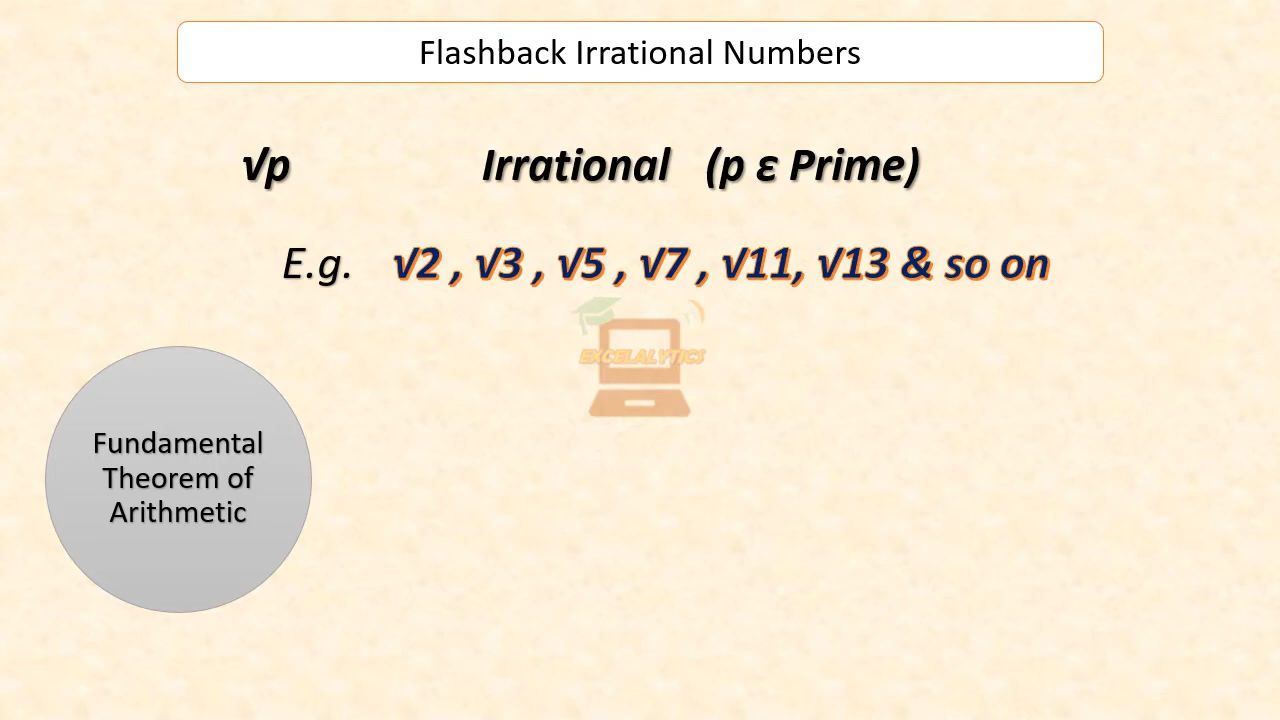 Flashback Irrational Numbers
√p Irrational (p ε Prime)
E.g. √2 , √3 , √5 , √7 , √11, √13 & so on
EXCELALYTICS
Fundamental
Theorem of
Arithmetic